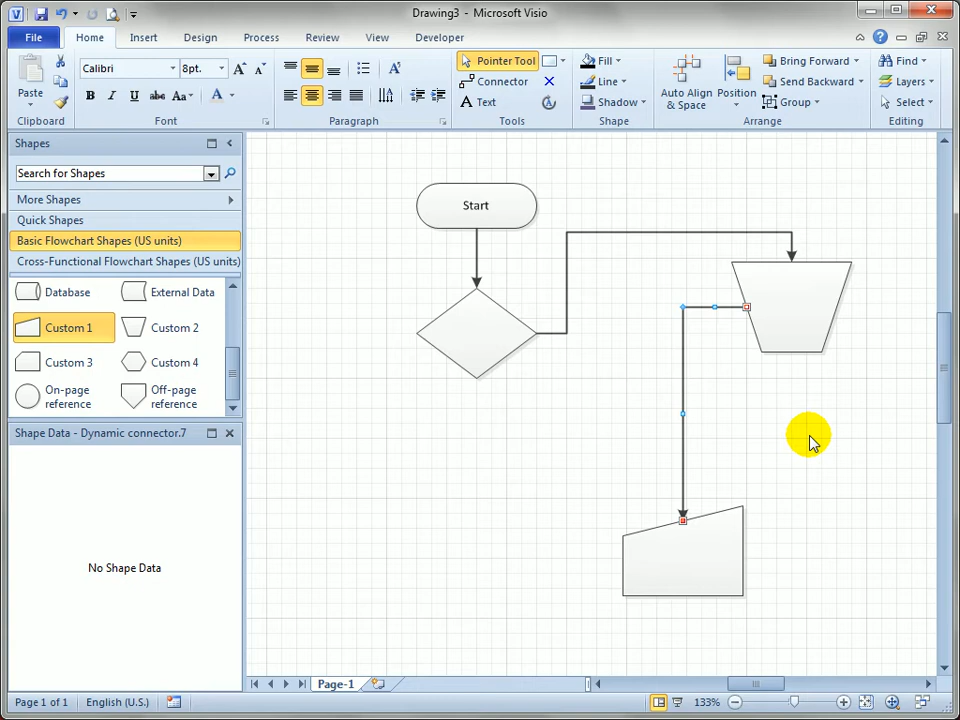 Drawing3 - Microsoft Visio
File Home Insert Design Process Review View Developer
Paste
Clipboard
Calibri 8pt.
B I U abc Aa A
Font
Paragraph
Pointer Tool
Connector
A Text
Tools
Fill
Line
Shadow
Shape
Auto Align & Space
Position
Bring Forward
Send Backward
Group
Arrange
Find
Layers
Select
Editing
Shapes
Search for Shapes
More Shapes
Quick Shapes
Basic Flowchart Shapes (US units)
Cross-Functional Flowchart Shapes (US units)
Database External Data
Custom 1 Custom 2
Custom 3 Custom 4
On-page reference Off-page reference
Shape Data - Dynamic connector.7
No Shape Data
Start
Page-1
Page 1 of 1 English (U.S.) 133%